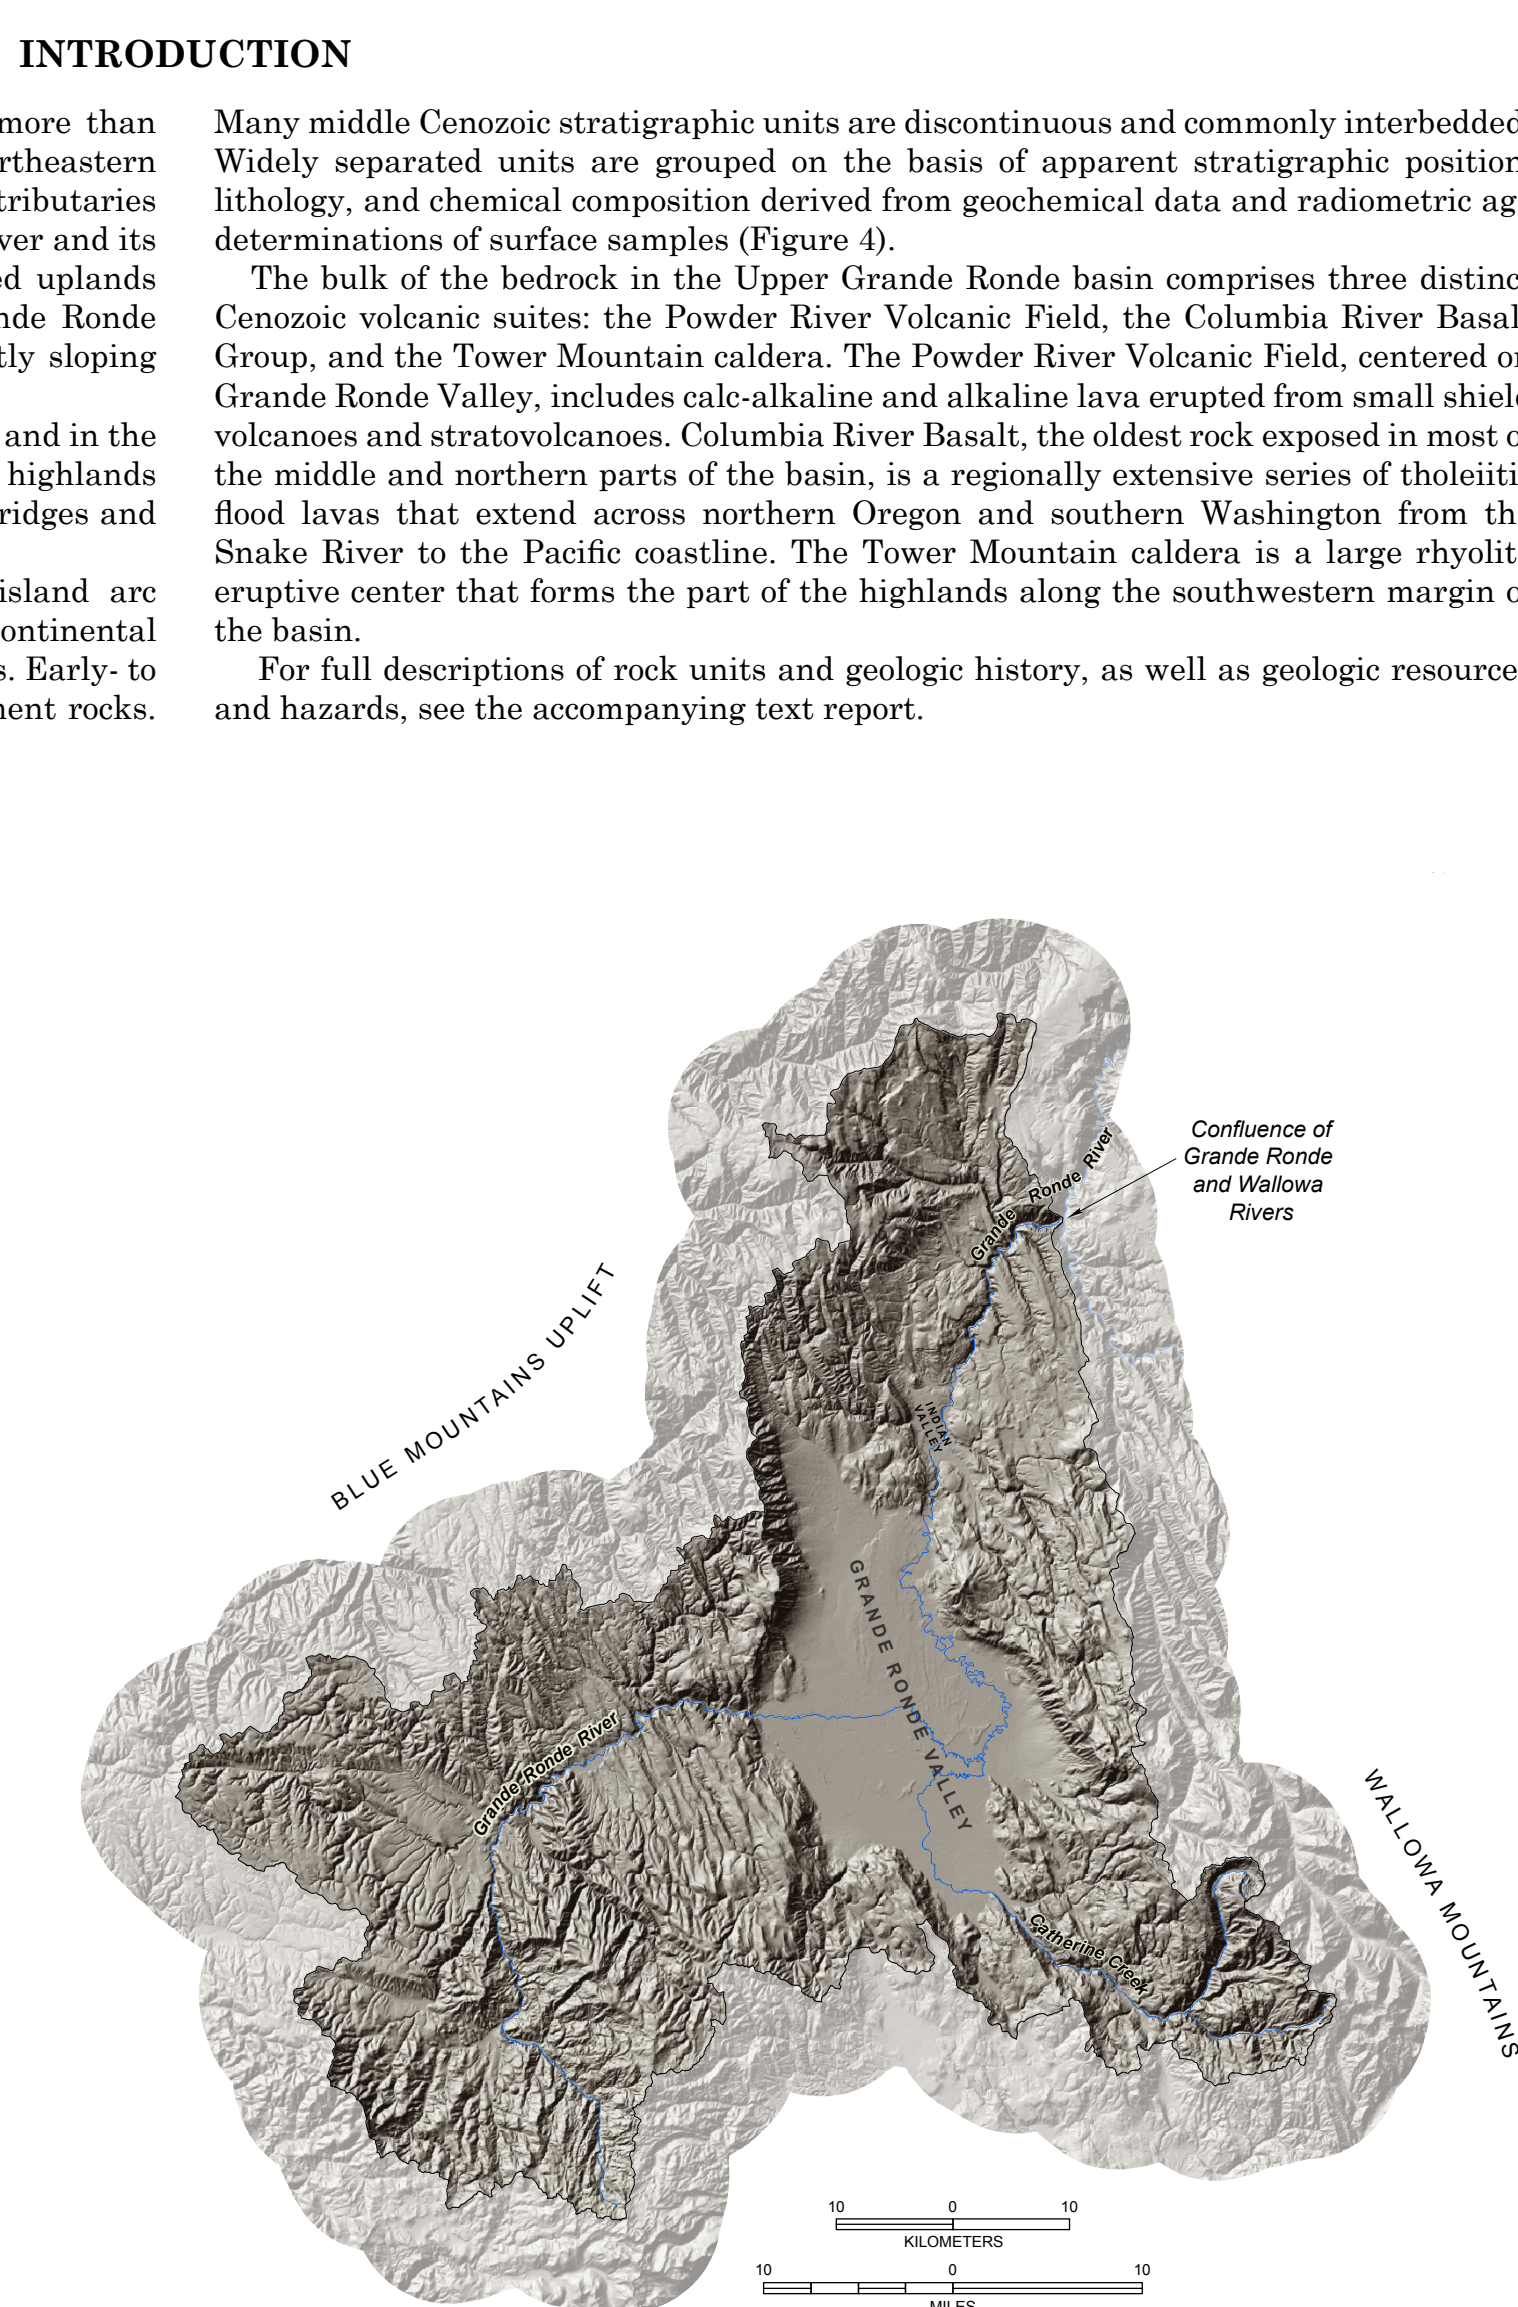 INTRODUCTION
more than
rtheastern
tributaries
ver and its
ed uplands
nde Ronde
tly sloping
and in the
highlands
ridges and
island arc
ontinental
s. Early- to
ment rocks.
Many middle Cenozoic stratigraphic units are discontinuous and commonly interbedded
Widely separated units are grouped on the basis of apparent stratigraphic position
lithology, and chemical composition derived from geochemical data and radiometric ag
determinations of surface samples (Figure 4).
The bulk of the bedrock in the Upper Grande Ronde basin comprises three distinc
Cenozoic volcanic suites: the Powder River Volcanic Field, the Columbia River Basal
Group, and the Tower Mountain caldera. The Powder River Volcanic Field, centered on
Grande Ronde Valley, includes calc-alkaline and alkaline lava erupted from small shield
volcanoes and stratovolcanoes. Columbia River Basalt, the oldest rock exposed in most o
the middle and northern parts of the basin, is a regionally extensive series of tholeiiti
flood lavas that extend across northern Oregon and southern Washington from th
Snake River to the Pacific coastline. The Tower Mountain caldera is a large rhyolit
eruptive center that forms the part of the highlands along the southwestern margin o
the basin.
For full descriptions of rock units and geologic history, as well as geologic resource
and hazards, see the accompanying text report.
Confluence of
Grande Ronde
and Wallowa
Rivers
Grande Ronde River
BLUE MOUNTAINS UPLIFT
INDIAN
VALLEY
GRANDE RONDE VALLEY
Grande Ronde River
WALLOWA MOUNTAINS
Catherine Creek
10 0 10
KILOMETERS
10 0 10
MILES